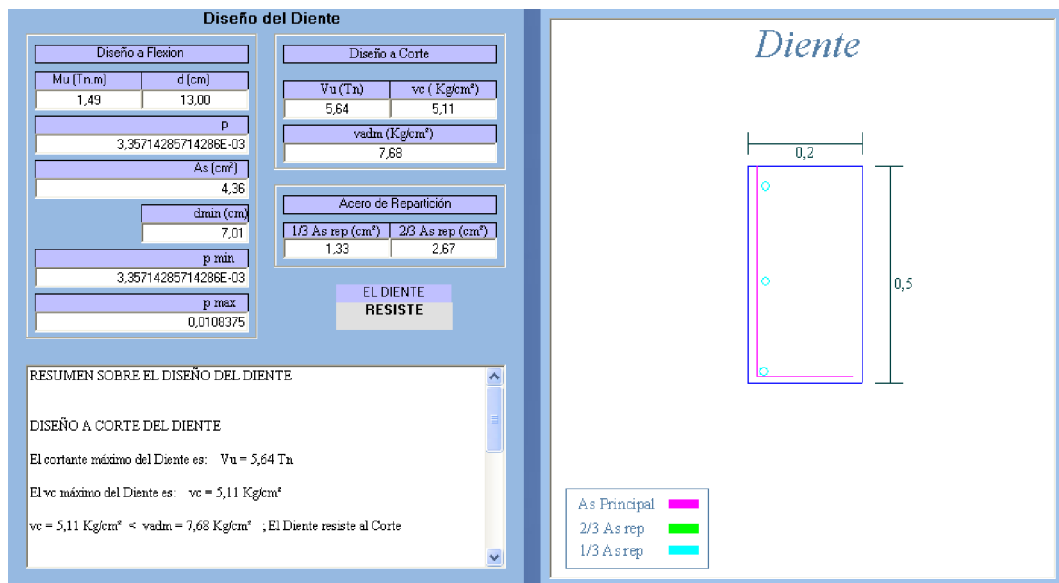 Diseño del Diente
Diseño a Flexion
Mu (Tn.m)
d (cm)
1,49
13,00
p
3,35714285714286E-03
As (cm²)
4,36
dmin (cm)
7,01
p min
3,35714285714286E-03
p max
0,0108375
Diseño a Corte
Vu (Tn)
vc ( Kg/cm²)
5,64
5,11
vadm (Kg/cm²)
7,68
Acero de Repartición
1/3 As rep (cm²)
2/3 As rep (cm²)
1,33
2,67
EL DIENTE
RESISTE
RESUMEN SOBRE EL DISEÑO DEL DIENTE
DISEÑO A CORTE DEL DIENTE
El cortante máximo del Diente es: Vu = 5,64 Tn
El vc máximo del Diente es: vc = 5,11 Kg/cm²
vc = 5,11 Kg/cm² < vadm = 7,68 Kg/cm² ; El Diente resiste al Corte
Diente
0,2
0,5
As Principal
2/3 As rep
1/3 As rep